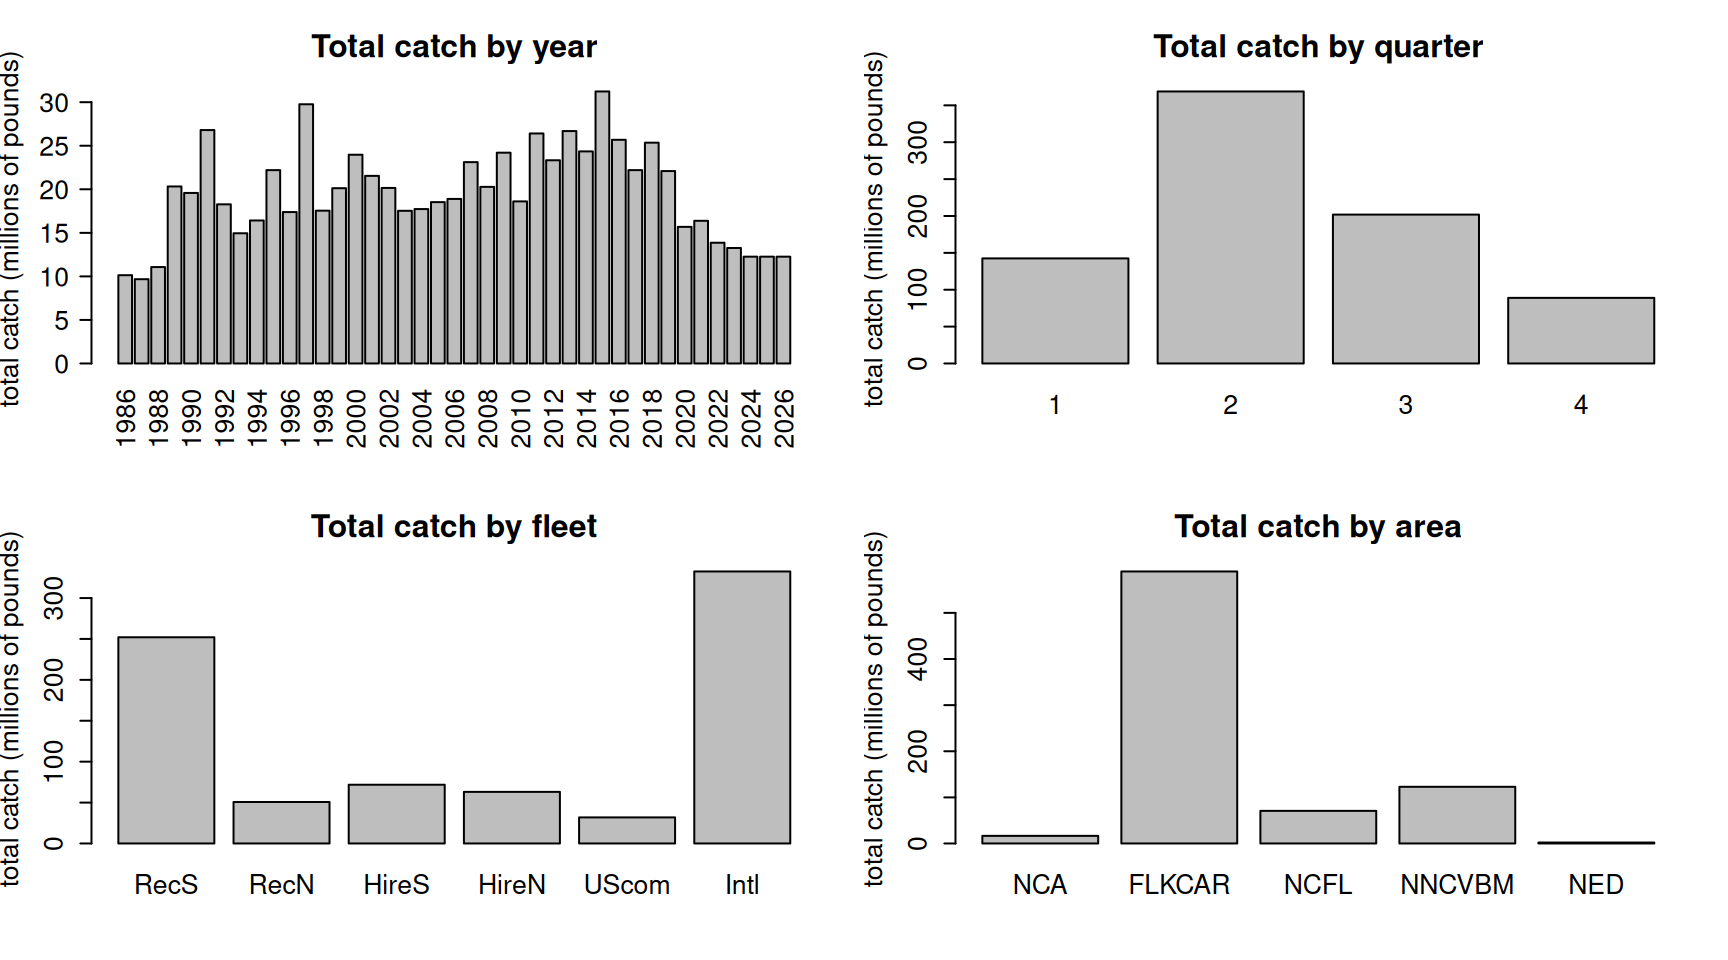 Total catch by year
total catch (millions of pounds)
30
25
20
15
10
5
0
1986 1988 1990 1992 1994 1996 1998 2000 2002 2004 2006 2008 2010 2012 2014 2016 2018 2020 2022 2024 2026
Total catch by quarter
total catch (millions of pounds)
300
200
100
0
1 2 3 4
Total catch by fleet
total catch (millions of pounds)
300
200
100
0
RecS RecN HireS HireN UScom Intl
Total catch by area
total catch (millions of pounds)
400
200
0
NCA FLKCAR NCFL NNCVBM NED